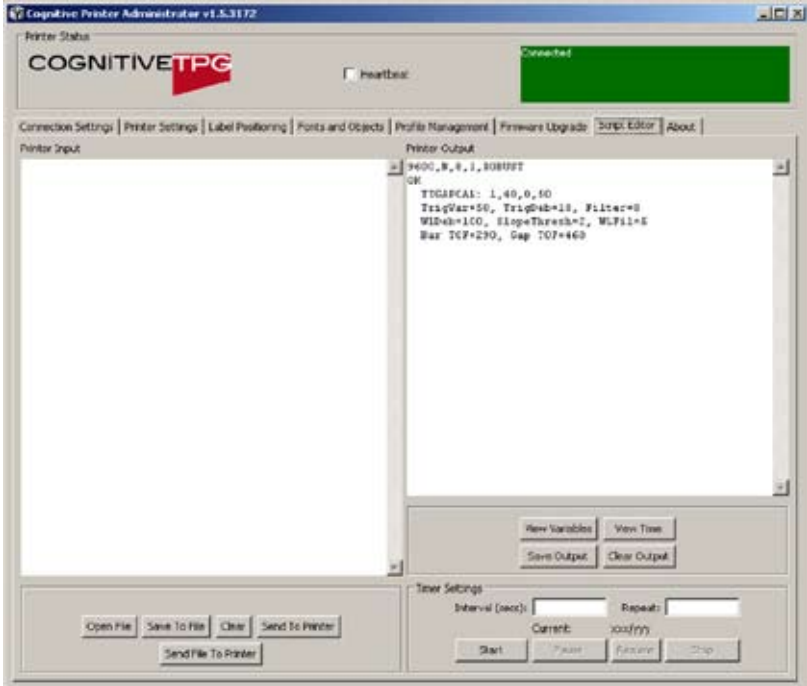 Cognitive Printer Administrator v1.5.3172
Printer Status
COGNITIVETPG
Heartbeat
Connected
Connection Settings Printer Settings Label Positioning Fonts and Objects Profile Management Firmware Upgrade Script Editor About
Printer Input
Printer Output
9600,N,8,1,ROBUST
OK
1,40,0,50
TrigVar=50, TrigDeb=10, Filter=8
WLDeb=100, SlopeThresh=2,
Bar TOF=290, Gap TOF=460
View Variables View Time
Save Output Clear Output
Open File Save To File Clear Send To Printer
Send File To Printer
Timer Settings
Interval (secs): Repeat:
Current: xxx/yyy
Start Pause Resume Stop